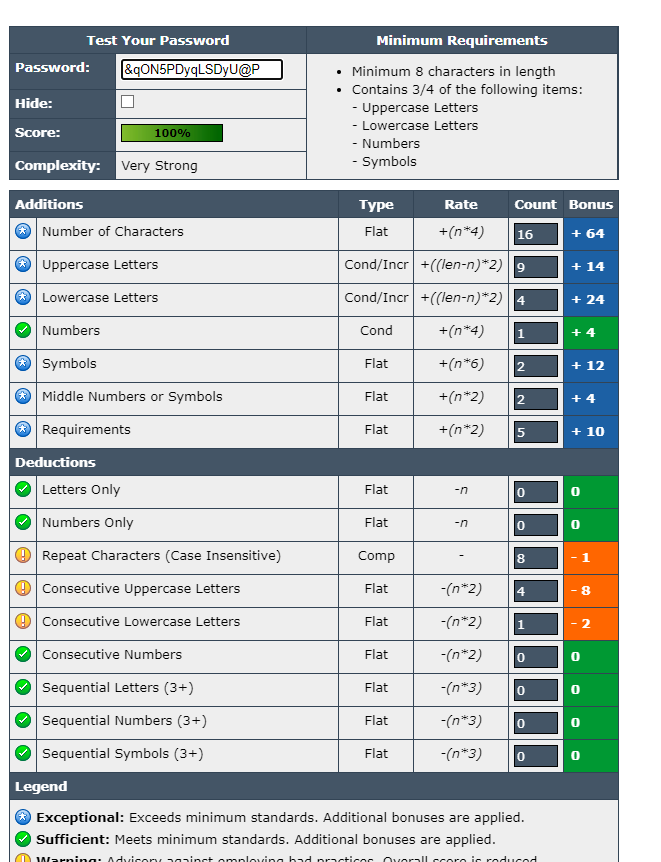 Test Your Password
Minimum Requirements
Password: &qON5PDyqLSDyU@P
Hide:
Score: 100%
Complexity: Very Strong
• Minimum 8 characters in length
• Contains 3/4 of the following items:
- Uppercase Letters
- Lowercase Letters
- Numbers
- Symbols
Additions Type Rate Count Bonus
Number of Characters Flat +(n*4) 16 + 64
Uppercase Letters Cond/Incr +((len-n)*2) 9 + 14
Lowercase Letters Cond/Incr +((len-n)*2) 4 + 24
Numbers Cond +(n*4) 1 + 4
Symbols Flat +(n*6) 2 + 12
Middle Numbers or Symbols Flat +(n*2) 2 + 4
Requirements Flat +(n*2) 5 + 10
Deductions
Letters Only Flat -n 0 0
Numbers Only Flat -n 0 0
Repeat Characters (Case Insensitive) Comp - 8 - 1
Consecutive Uppercase Letters Flat -(n*2) 4 - 8
Consecutive Lowercase Letters Flat -(n*2) 1 - 2
Consecutive Numbers Flat -(n*2) 0 0
Sequential Letters (3+) Flat -(n*3) 0 0
Sequential Numbers (3+) Flat -(n*3) 0 0
Sequential Symbols (3+) Flat -(n*3) 0 0
Legend
Exceptional: Exceeds minimum standards. Additional bonuses are applied.
Sufficient: Meets minimum standards. Additional bonuses are applied.
Warning: Advisory against employing bad practices. Overall score is reduced.